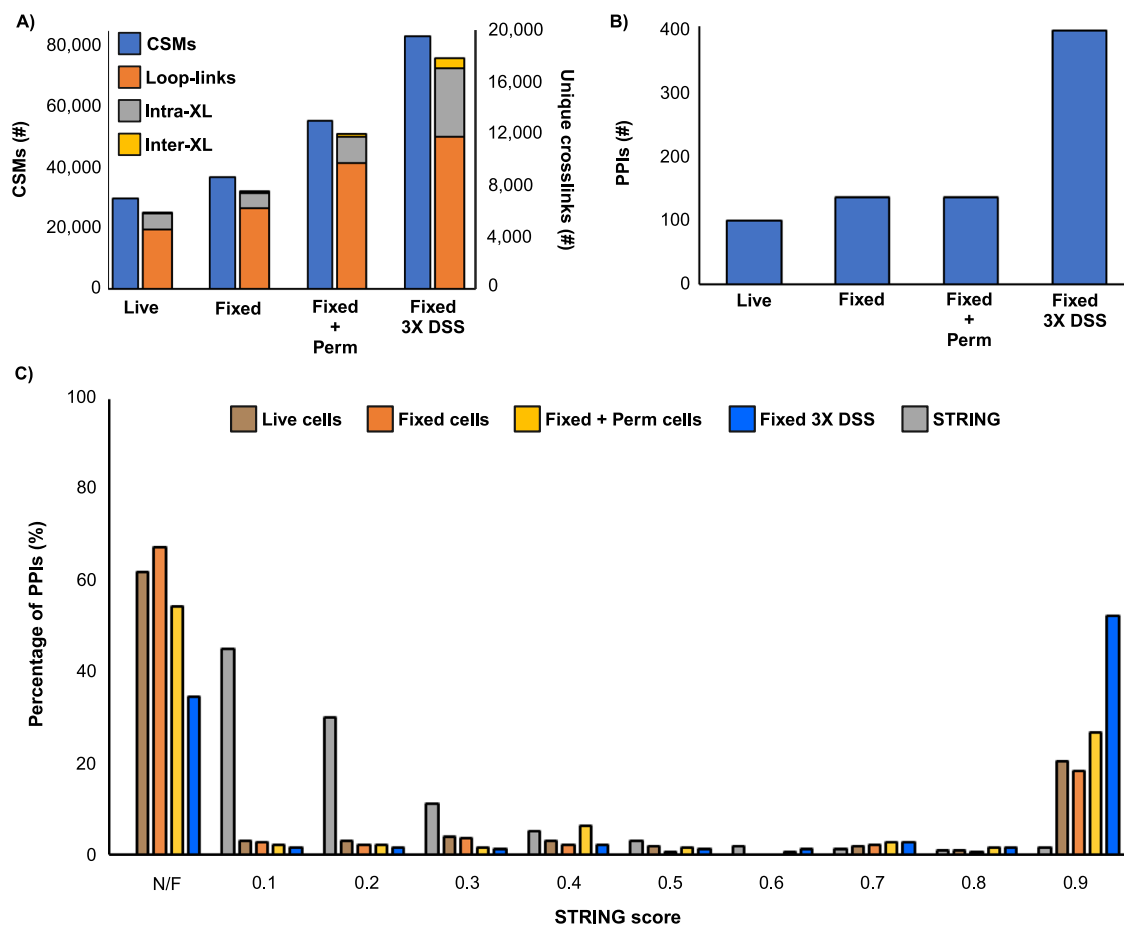 A)
CSMs (#)
80,000
60,000
40,000
20,000
0
CSMs
Loop-links
Intra-XL
Inter-XL
20,000
16,000
12,000
8,000
4,000
0
Unique crosslinks (#)
Live
Fixed
Fixed
+
Perm
Fixed
3X DSS
B)
PPIs (#)
400
300
200
100
0
Live
Fixed
Fixed
+
Perm
Fixed
3X DSS
C)
Percentage of PPIs (%)
100
80
60
40
20
0
Live cells
Fixed cells
Fixed + Perm cells
Fixed 3X DSS
STRING
N/F
0.1
0.2
0.3
0.4
0.5
0.6
0.7
0.8
0.9
STRING score